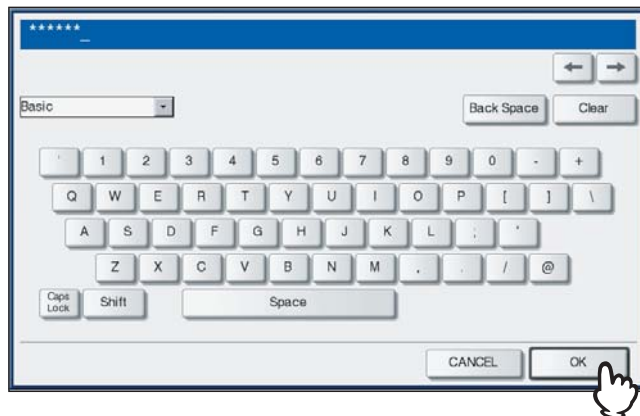 ******_
← →
Basic Back Space Clear
' 1 2 3 4 5 6 7 8 9 0 - +
Q W E R T Y U I O P [ ] \
A S D F G H J K L ; '
Z X C V B N M , . / @
Caps Lock Shift Space
CANCEL OK